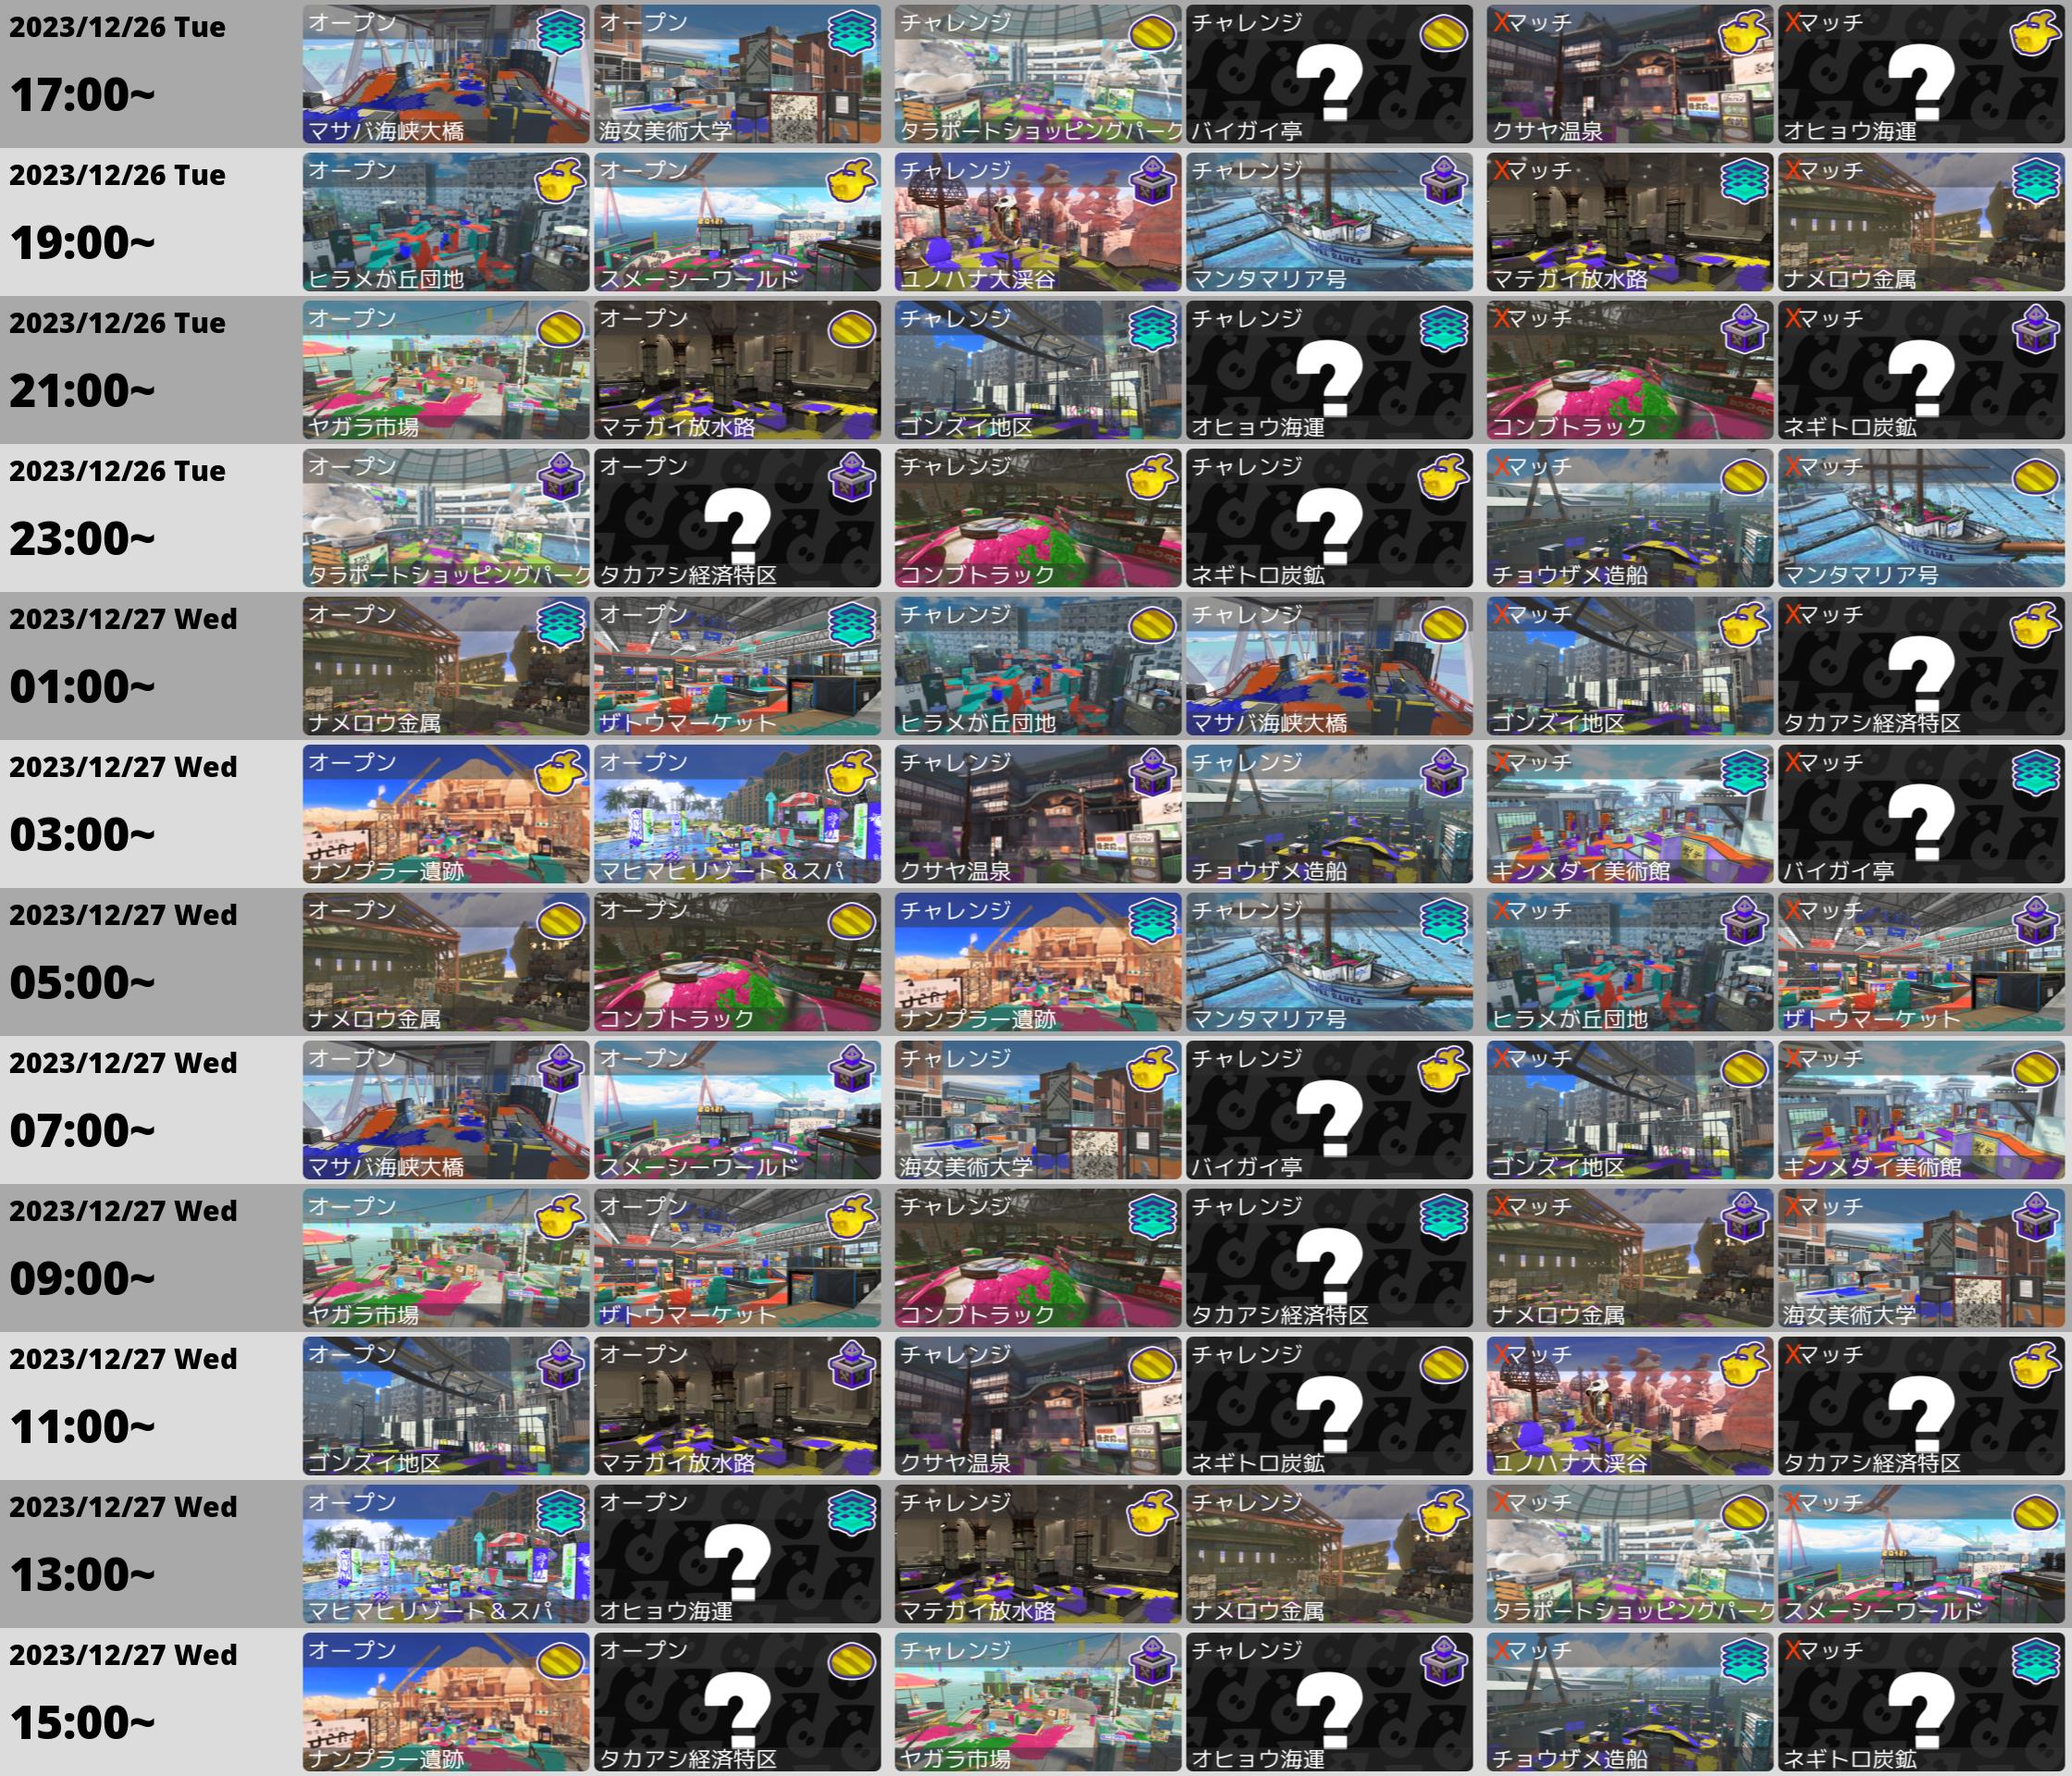 2023/12/26 Tue
17:00~
オープン
マサバ海峡大橋
オープン
海女美術大学
チャレンジ
タラポートショッピングパーク
チャレンジ
バイガイ亭
Xマッチ
クサヤ温泉
Xマッチ
オヒョウ海運
2023/12/26 Tue
19:00~
オープン
ヒラメが丘団地
オープン
スメーシーワールド
チャレンジ
ユノハナ大渓谷
チャレンジ
マンタマリア号
Xマッチ
マテガイ放水路
Xマッチ
ナメロウ金属
2023/12/26 Tue
21:00~
オープン
ヤガラ市場
オープン
マテガイ放水路
チャレンジ
ゴンズイ地区
チャレンジ
オヒョウ海運
Xマッチ
コンブトラック
Xマッチ
ネギトロ炭鉱
2023/12/26 Tue
23:00~
オープン
タラポートショッピングパーク
オープン
タカアシ経済特区
チャレンジ
コンブトラック
チャレンジ
ネギトロ炭鉱
Xマッチ
チョウザメ造船
Xマッチ
マンタマリア号
2023/12/27 Wed
01:00~
オープン
ナメロウ金属
オープン
ザトウマーケット
チャレンジ
ヒラメが丘団地
チャレンジ
マサバ海峡大橋
Xマッチ
ゴンズイ地区
Xマッチ
タカアシ経済特区
2023/12/27 Wed
03:00~
オープン
ナンプラー遺跡
オープン
マヒマヒリゾート＆スパ
チャレンジ
クサヤ温泉
チャレンジ
チョウザメ造船
Xマッチ
キンメダイ美術館
Xマッチ
バイガイ亭
2023/12/27 Wed
05:00~
オープン
ナメロウ金属
オープン
コンブトラック
チャレンジ
ナンプラー遺跡
チャレンジ
マンタマリア号
Xマッチ
ヒラメが丘団地
Xマッチ
ザトウマーケット
2023/12/27 Wed
07:00~
オープン
マサバ海峡大橋
オープン
スメーシーワールド
チャレンジ
海女美術大学
チャレンジ
バイガイ亭
Xマッチ
ゴンズイ地区
Xマッチ
キンメダイ美術館
2023/12/27 Wed
09:00~
オープン
ヤガラ市場
オープン
ザトウマーケット
チャレンジ
コンブトラック
チャレンジ
タカアシ経済特区
Xマッチ
ナメロウ金属
Xマッチ
海女美術大学
2023/12/27 Wed
11:00~
オープン
ゴンズイ地区
オープン
マテガイ放水路
チャレンジ
クサヤ温泉
チャレンジ
ネギトロ炭鉱
Xマッチ
ユノハナ大渓谷
Xマッチ
タカアシ経済特区
2023/12/27 Wed
13:00~
オープン
マヒマヒリゾート＆スパ
オープン
オヒョウ海運
チャレンジ
マテガイ放水路
チャレンジ
ナメロウ金属
Xマッチ
タラポートショッピングパーク
Xマッチ
スメーシーワールド
2023/12/27 Wed
15:00~
オープン
ナンプラー遺跡
オープン
タカアシ経済特区
チャレンジ
ヤガラ市場
チャレンジ
オヒョウ海運
Xマッチ
チョウザメ造船
Xマッチ
ネギトロ炭鉱